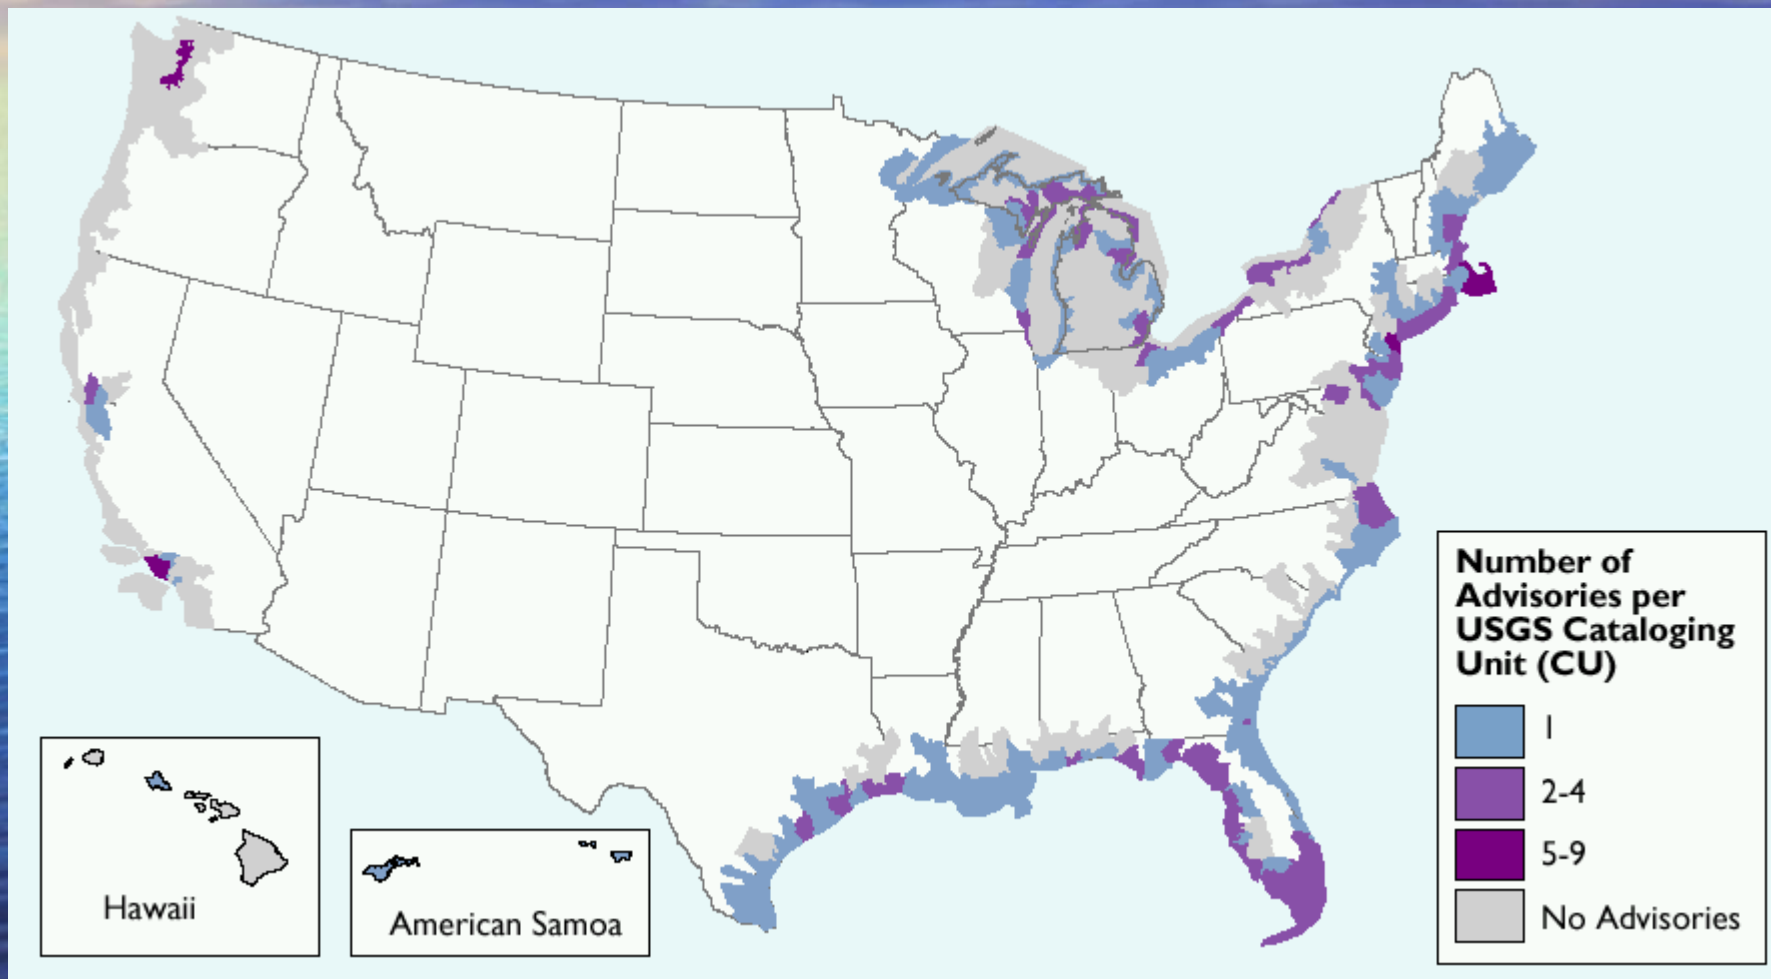 Number of
Advisories per
USGS Cataloging
Unit (CU)
1
2-4
5-9
No Advisories
Hawaii
American Samoa